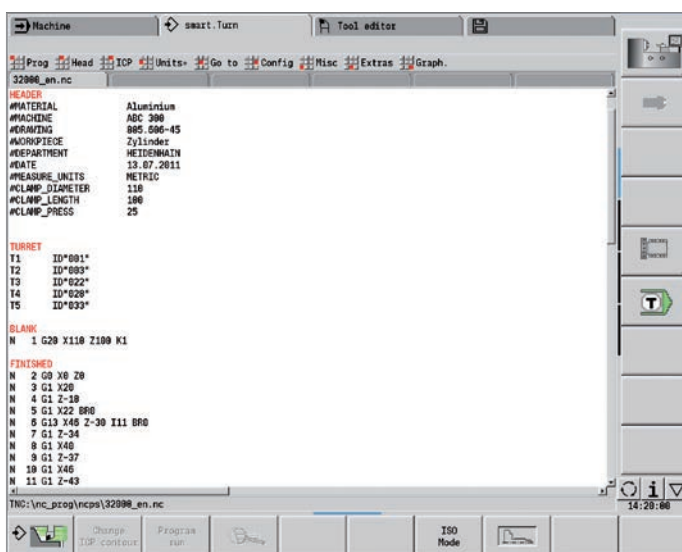 Machine smart.Turn Tool editor
Prog Head ICP Units» Go to Config Misc Extras Graph.
32000_en.nc
HEADER
#MATERIAL Aluminium
#MACHINE ABC 300
#DRAWING 005.606-45
#WORKPIECE Zylinder
#DEPARTMENT HEIDENHAIN
#DATE 13.07.2011
#MEASURE_UNITS METRIC
#CLAMP_DIAMETER 110
#CLAMP_LENGTH 100
#CLAMP_PRESS 25
TURRET
T1 ID"001"
T2 ID"003"
T3 ID"022"
T4 ID"020"
T5 ID"033"
BLANK
N 1 G20 X110 Z100 K1
FINISHED
N 2 G0 X0 Z0
N 3 G1 X20
N 4 G1 Z-10
N 5 G1 X22 BR0
N 6 G13 X46 Z-30 I11 BR0
N 7 G1 Z-34
N 8 G1 X40
N 9 G1 Z-37
N 10 G1 X46
N 11 G1 Z-43
TNC:\nc_prog\ncps\32000_en.nc
14:20:06
Change ICP contour
Program run
ISO Mode
T
i